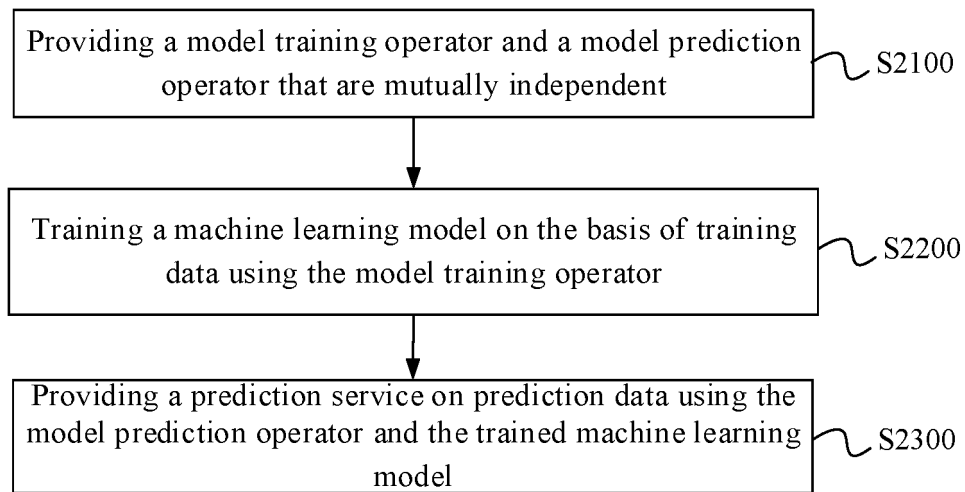 Providing a model training operator and a model prediction
operator that are mutually independent
S2100
Training a machine learning model on the basis of training
data using the model training operator
S2200
Providing a prediction service on prediction data using the
model prediction operator and the trained machine learning
model
S2300